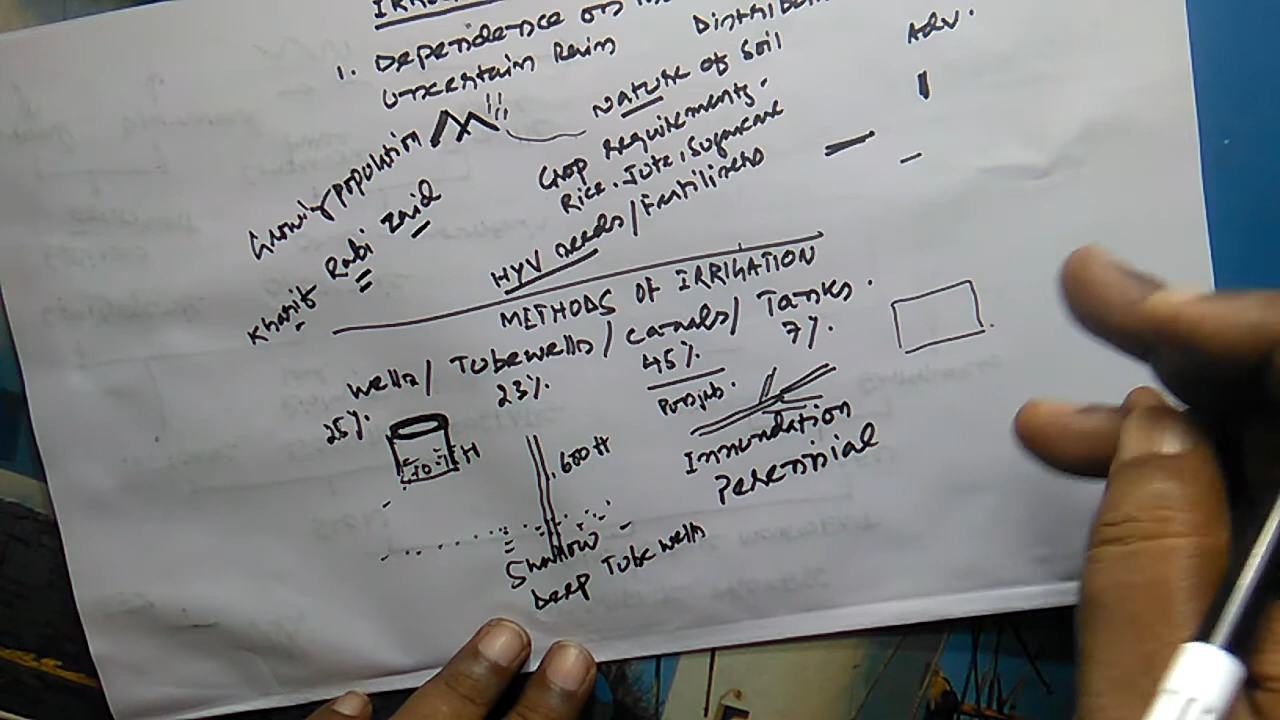 1. Dependence on
Uncertain Rain
Adv.
Nature of Soil
Growing population
Crop Requirements.
Rice, Jute, Sugarcane
Kharif Rabi Zaid
HYV seeds/Fertilizers
METHODS OF IRRIGATION
Wells/ Tubewells/ Canals/ Tanks.
25%. 23%. 45%. 7%.
Punjab.
600 ft
Innundation
Perennial
Shallow
Deep Tube wells